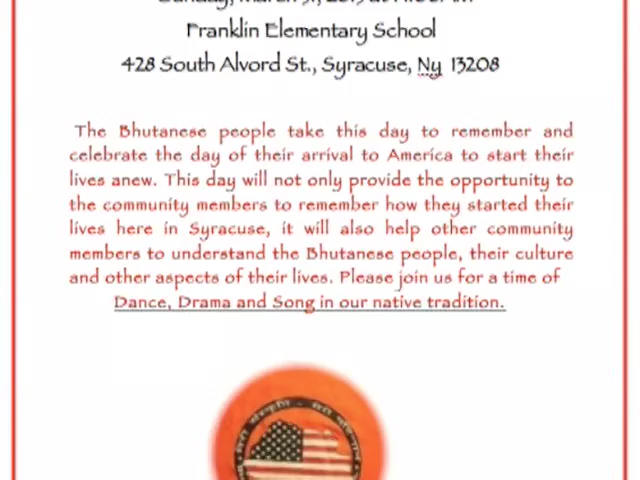 Franklin Elementary School
428 South Alvord St., Syracuse, Ny 13208
The Bhutanese people take this day to remember and
celebrate the day of their arrival to America to start their
lives anew. This day will not only provide the opportunity to
the community members to remember how they started their
lives here in Syracuse, it will also help other community
members to understand the Bhutanese people, their culture
and other aspects of their lives. Please join us for a time of
Dance, Drama and Song in our native tradition.